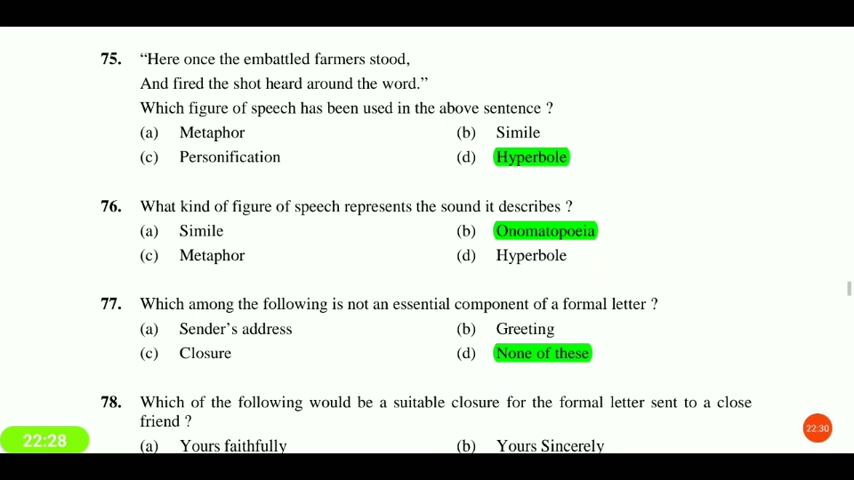 75. “Here once the embattled farmers stood,
And fired the shot heard around the word.”
Which figure of speech has been used in the above sentence ?
(a) Metaphor (b) Simile
(c) Personification (d) Hyperbole
76. What kind of figure of speech represents the sound it describes ?
(a) Simile (b) Onomatopoeia
(c) Metaphor (d) Hyperbole
77. Which among the following is not an essential component of a formal letter ?
(a) Sender’s address (b) Greeting
(c) Closure (d) None of these
78. Which of the following would be a suitable closure for the formal letter sent to a close
friend ?
(a) Yours faithfully (b) Yours Sincerely
22:28
22:30